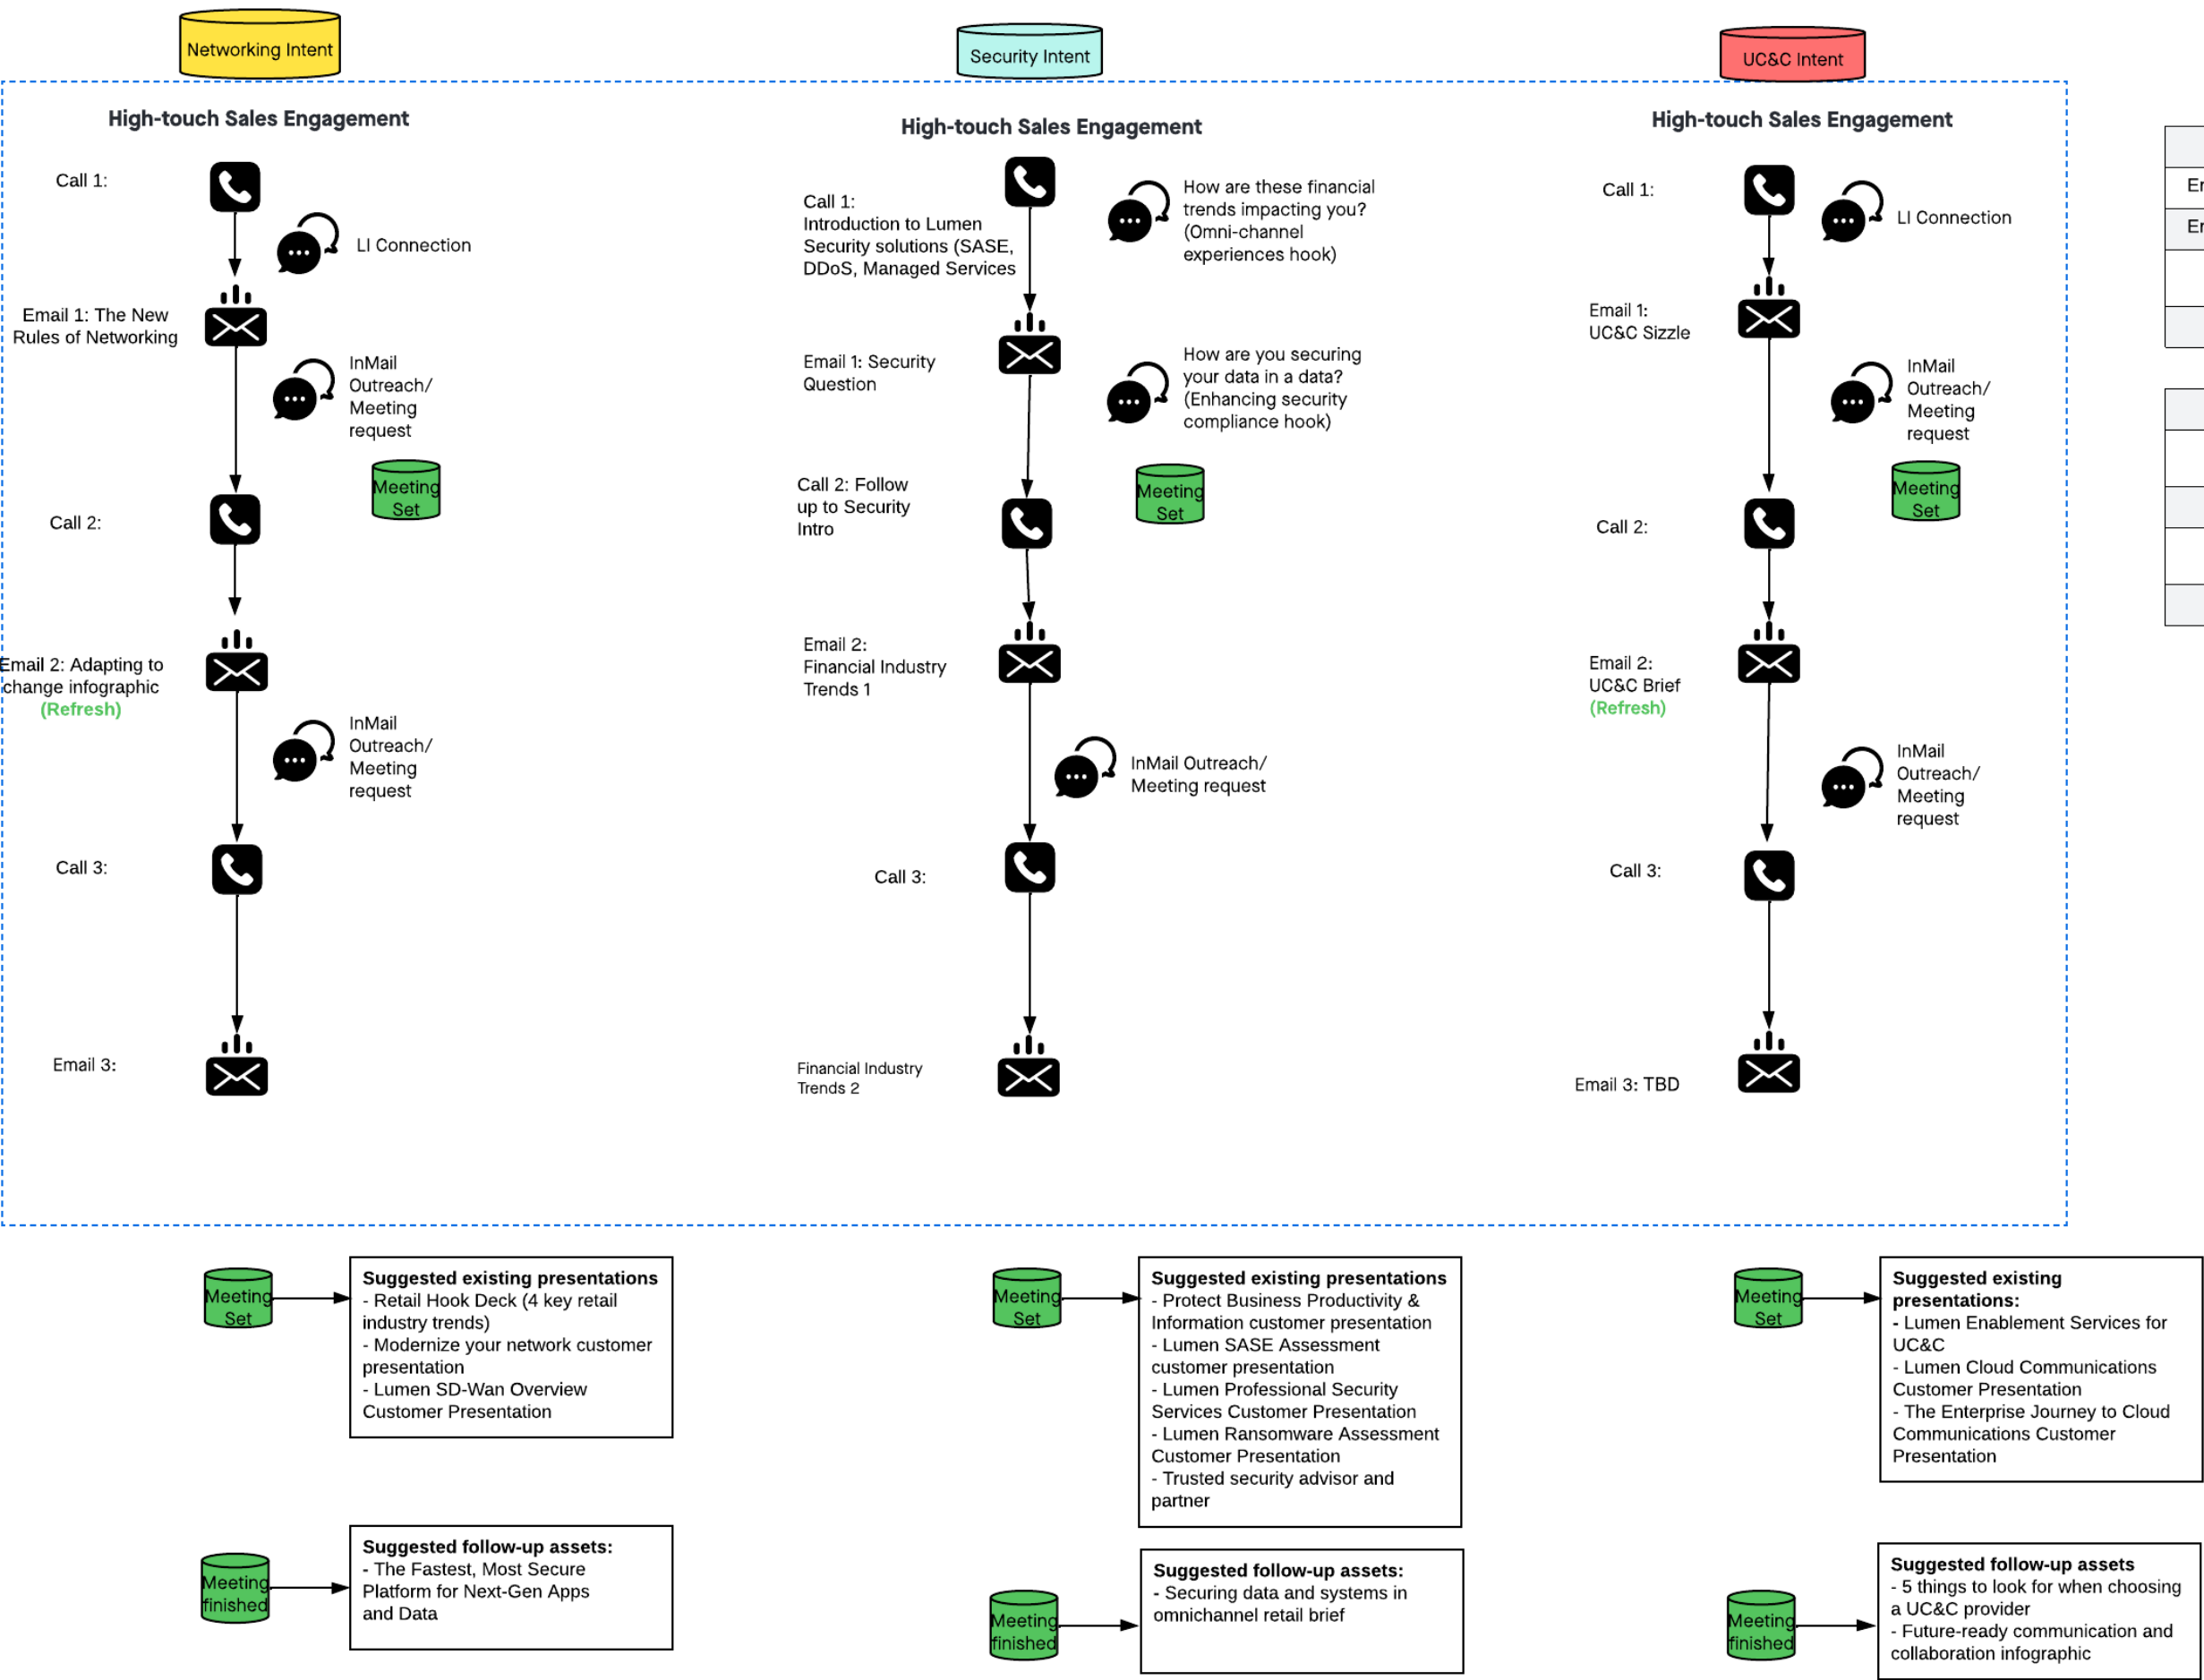 Networking Intent
Security Intent
UC&C Intent
High-touch Sales Engagement
Call 1:
LI Connection
Email 1: The New
Rules of Networking
InMail
Outreach/
Meeting
request
Meeting
Set
Call 2:
Email 2: Adapting to
change infographic
(Refresh)
InMail
Outreach/
Meeting
request
Call 3:
Email 3:
High-touch Sales Engagement
Call 1:
Introduction to Lumen
Security solutions (SASE,
DDoS, Managed Services
How are these financial
trends impacting you?
(Omni-channel
experiences hook)
Email 1: Security
Question
How are you securing
your data in a data?
(Enhancing security
compliance hook)
Meeting
Set
Call 2: Follow
up to Security
Intro
Email 2:
Financial Industry
Trends 1
InMail Outreach/
Meeting request
Call 3:
Financial Industry
Trends 2
High-touch Sales Engagement
Call 1:
LI Connection
Email 1:
UC&C Sizzle
InMail
Outreach/
Meeting
request
Meeting
Set
Call 2:
Email 2:
UC&C Brief
(Refresh)
InMail
Outreach/
Meeting
request
Call 3:
Email 3: TBD
Meeting
Set
Suggested existing presentations
- Retail Hook Deck (4 key retail
industry trends)
- Modernize your network customer
presentation
- Lumen SD-Wan Overview
Customer Presentation
Meeting
Set
Suggested existing presentations
- Protect Business Productivity &
Information customer presentation
- Lumen SASE Assessment
customer presentation
- Lumen Professional Security
Services Customer Presentation
- Lumen Ransomware Assessment
Customer Presentation
- Trusted security advisor and
partner
Meeting
Set
Suggested existing
presentations:
- Lumen Enablement Services for
UC&C
- Lumen Cloud Communications
Customer Presentation
- The Enterprise Journey to Cloud
Communications Customer
Presentation
Meeting
finished
Suggested follow-up assets:
- The Fastest, Most Secure
Platform for Next-Gen Apps
and Data
Meeting
finished
Suggested follow-up assets:
- Securing data and systems in
omnichannel retail brief
Meeting
finished
Suggested follow-up assets
- 5 things to look for when choosing
a UC&C provider
- Future-ready communication and
collaboration infographic